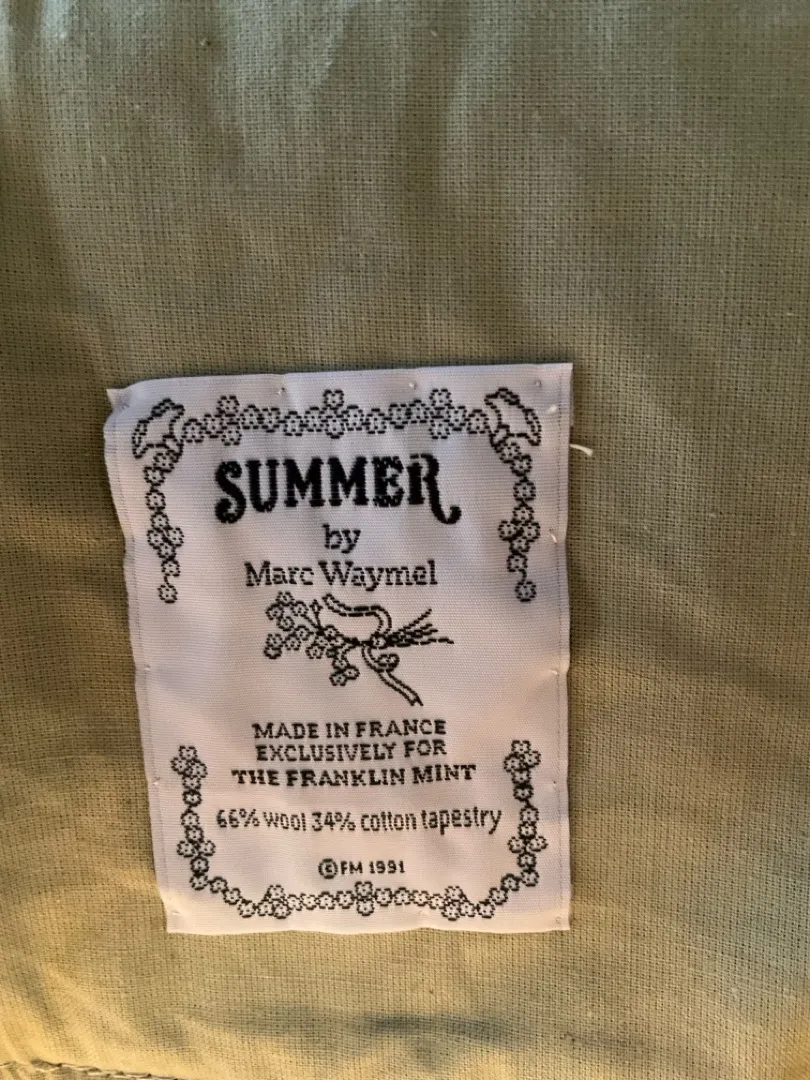 SUMMER
by
Marc Waymel
MADE IN FRANCE
EXCLUSIVELY FOR
THE FRANKLIN MINT
66% wool 34% cotton tapestry
©FM 1991